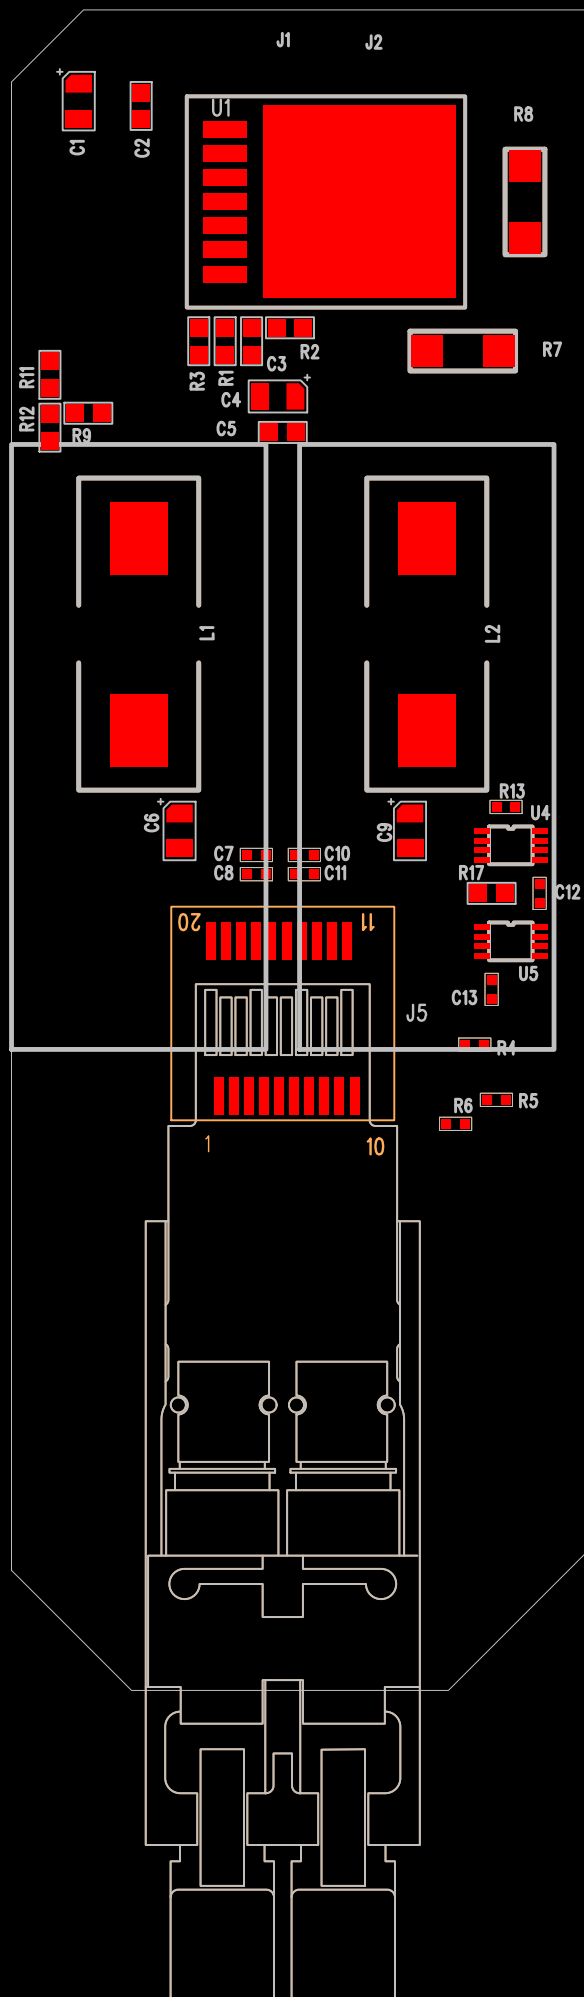 J1 J2
U1
R8
+
C1
C2
R7
R3
R1
C3
R2
R11
C4
+
R12
R9
C5
L1
L2
+
C6
+
C9
R13
U4
C7
C10
C8
C11
R17
C12
20
11
U5
C13
J5
R4
R5
R6
1
10